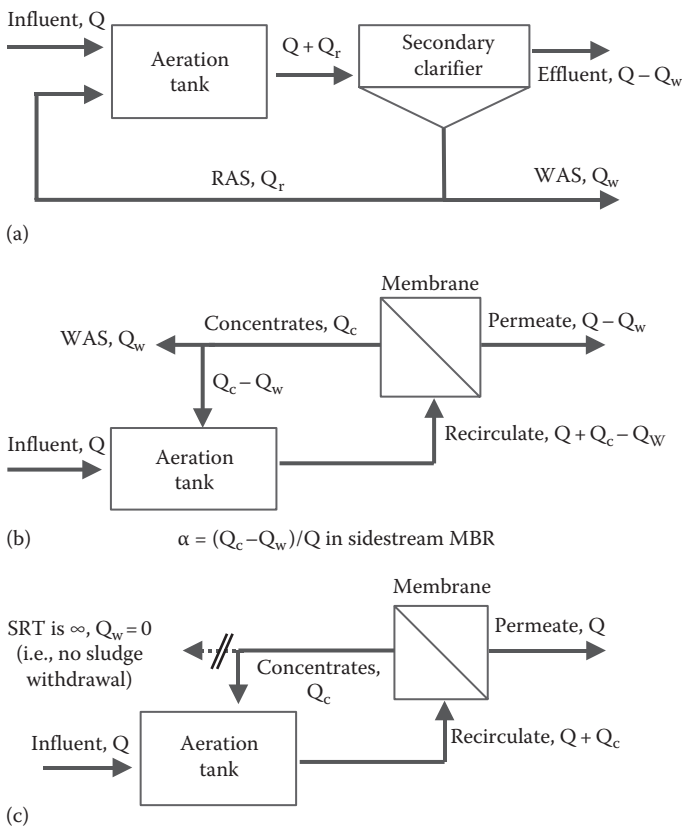 Influent, Q
Aeration
tank
Q + Qr
Secondary
clarifier
Effluent, Q – Qw
RAS, Qr
WAS, Qw
(a)
Membrane
WAS, Qw
Concentrates, Qc
Permeate, Q – Qw
Qc – Qw
Influent, Q
Aeration
tank
Recirculate, Q + Qc – QW
(b)
α = (Qc – Qw)/Q in sidestream MBR
Membrane
SRT is ∞, Qw = 0
(i.e., no sludge
withdrawal)
Concentrates,
Qc
Permeate, Q
Influent, Q
Aeration
tank
Recirculate, Q + Qc
(c)